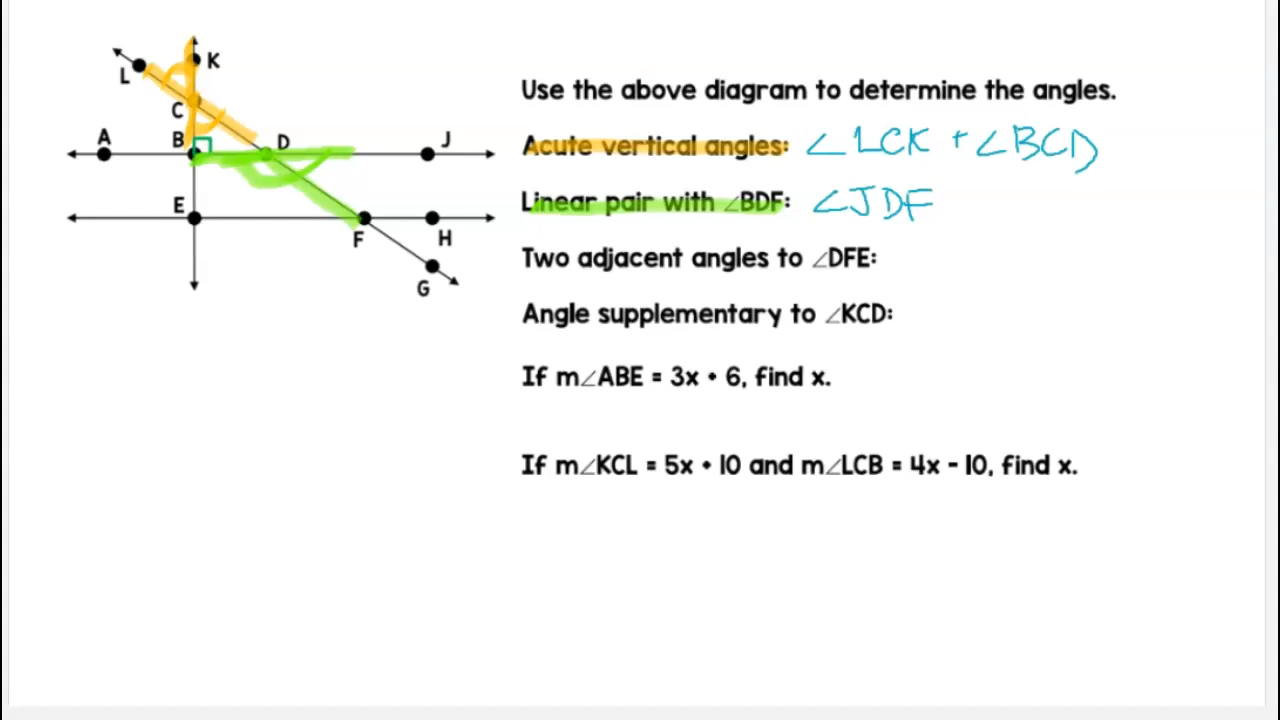 L
K
C
A
B
D
J
E
F
H
G
Use the above diagram to determine the angles.
Acute vertical angles: ∠LCK + ∠BCD
Linear pair with ∠BDF: ∠JDF
Two adjacent angles to ∠DFE:
Angle supplementary to ∠KCD:
If m∠ABE = 3x + 6, find x.
If m∠KCL = 5x + 10 and m∠LCB = 4x - 10, find x.